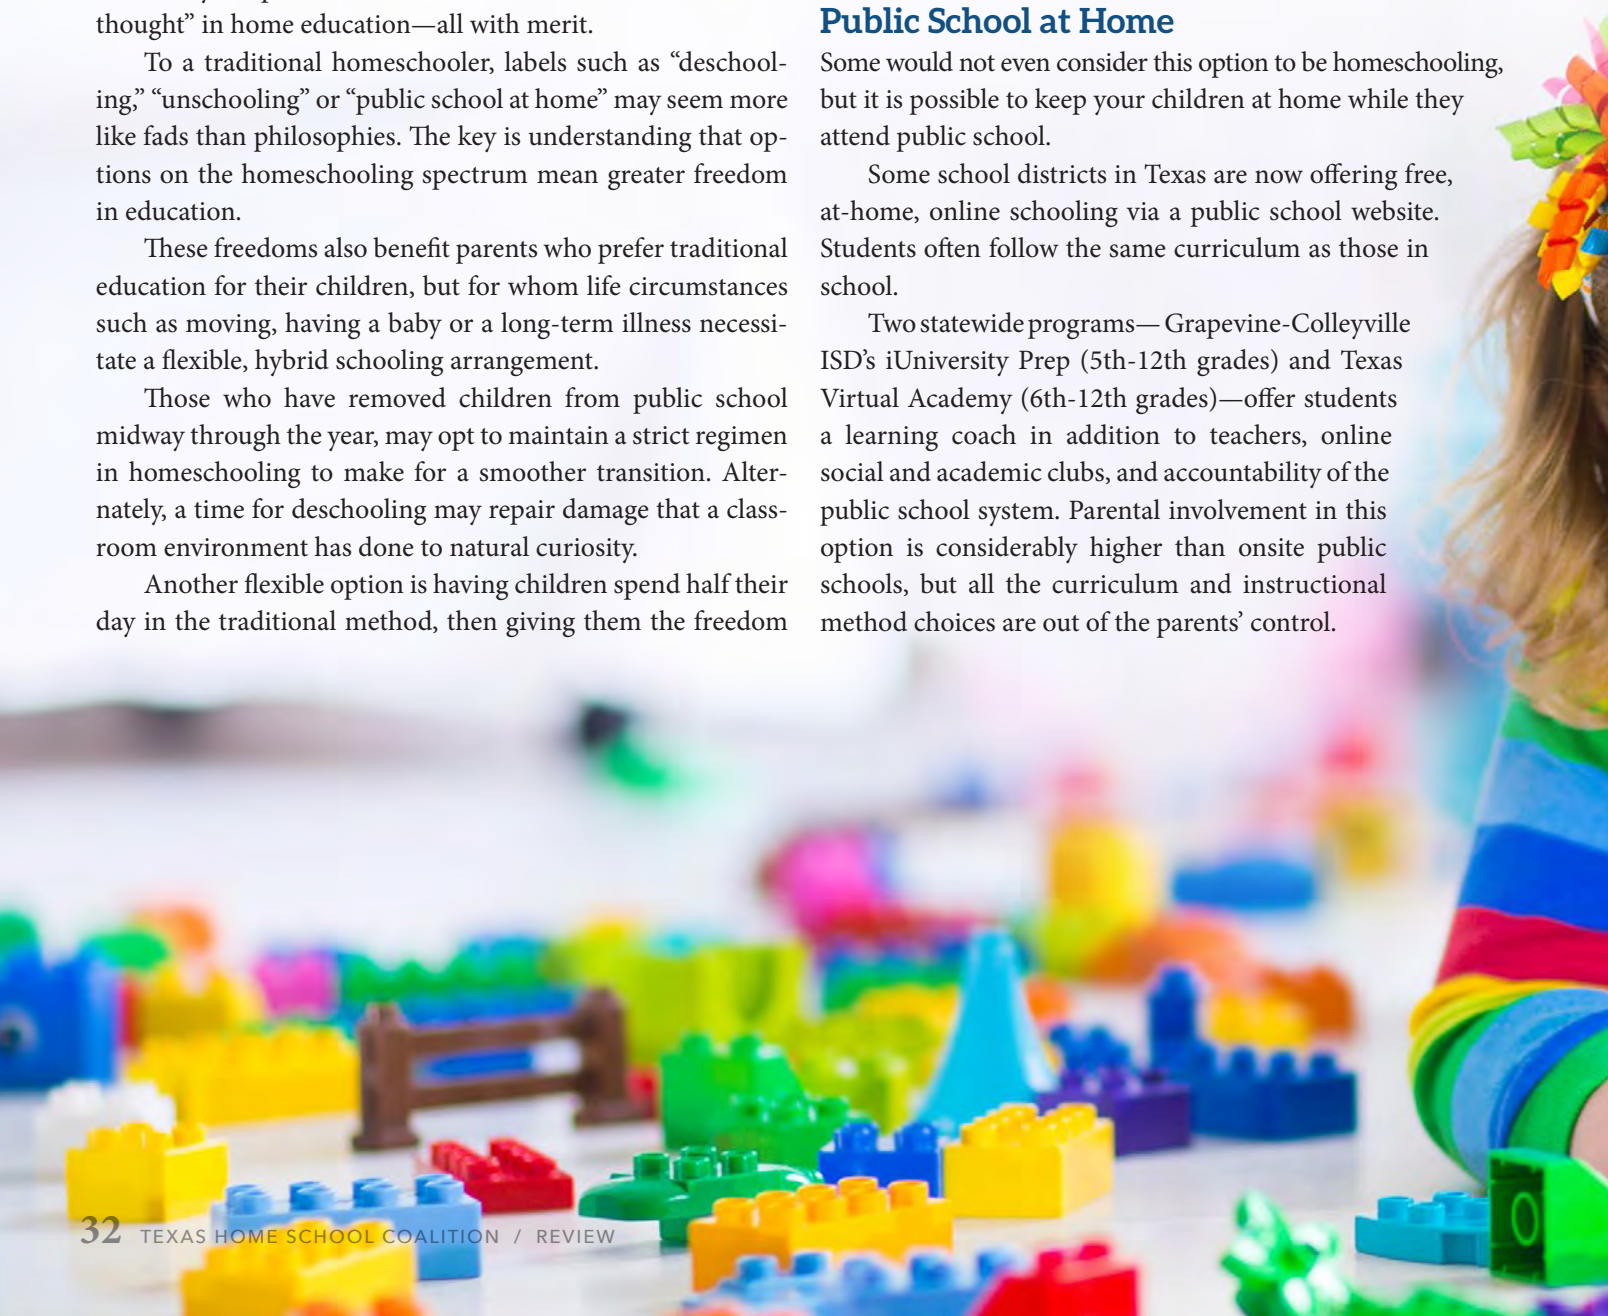 thought” in home education—all with merit.
To a traditional homeschooler, labels such as “deschool-
ing,” “unschooling” or “public school at home” may seem more
like fads than philosophies. The key is understanding that op-
tions on the homeschooling spectrum mean greater freedom
in education.
These freedoms also benefit parents who prefer traditional
education for their children, but for whom life circumstances
such as moving, having a baby or a long-term illness necessi-
tate a flexible, hybrid schooling arrangement.
Those who have removed children from public school
midway through the year, may opt to maintain a strict regimen
in homeschooling to make for a smoother transition. Alter-
nately, a time for deschooling may repair damage that a class-
room environment has done to natural curiosity.
Another flexible option is having children spend half their
day in the traditional method, then giving them the freedom
Public School at Home
Some would not even consider this option to be homeschooling,
but it is possible to keep your children at home while they
attend public school.
Some school districts in Texas are now offering free,
at-home, online schooling via a public school website.
Students often follow the same curriculum as those in
school.
Two statewide programs— Grapevine-Colleyville
ISD’s iUniversity Prep (5th-12th grades) and Texas
Virtual Academy (6th-12th grades)—offer students
a learning coach in addition to teachers, online
social and academic clubs, and accountability of the
public school system. Parental involvement in this
option is considerably higher than onsite public
schools, but all the curriculum and instructional
method choices are out of the parents’ control.
32 TEXAS HOME SCHOOL COALITION / REVIEW